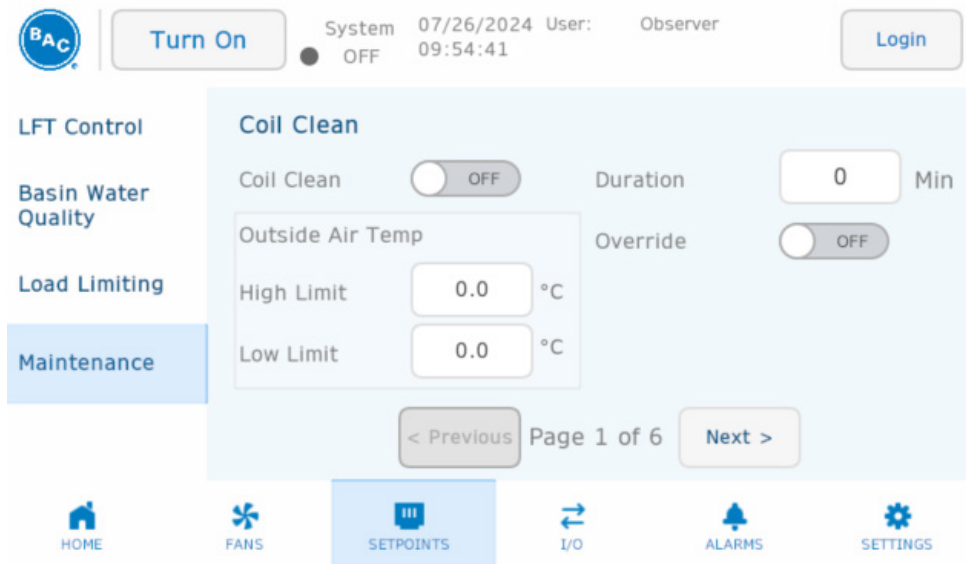 BAC
Turn On
System
OFF
07/26/2024
09:54:41
User:
Observer
Login
LFT Control
Basin Water
Quality
Load Limiting
Maintenance
Coil Clean
Coil Clean
OFF
Duration
0
Min
Outside Air Temp
Override
OFF
High Limit
0.0
°C
Low Limit
0.0
°C
< Previous
Page 1 of 6
Next >
HOME
FANS
SETPOINTS
I/O
ALARMS
SETTINGS